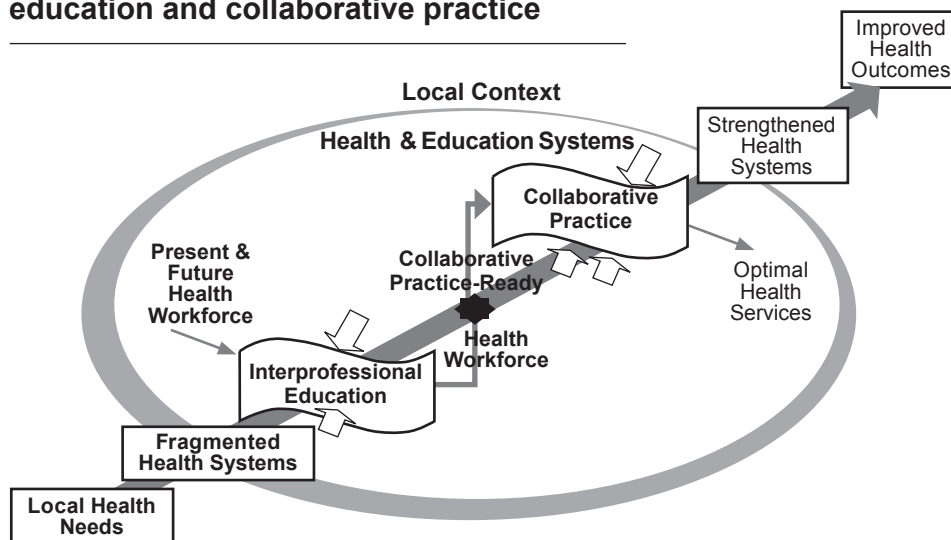 education and collaborative practice
Improved
Health
Outcomes
Local Context
Strengthened
Health
Systems
Health & Education Systems
Collaborative
Practice
Present &
Future
Health
Workforce
Collaborative
Practice-Ready
Optimal
Health
Services
Health
Workforce
Interprofessional
Education
Fragmented
Health Systems
Local Health
Needs